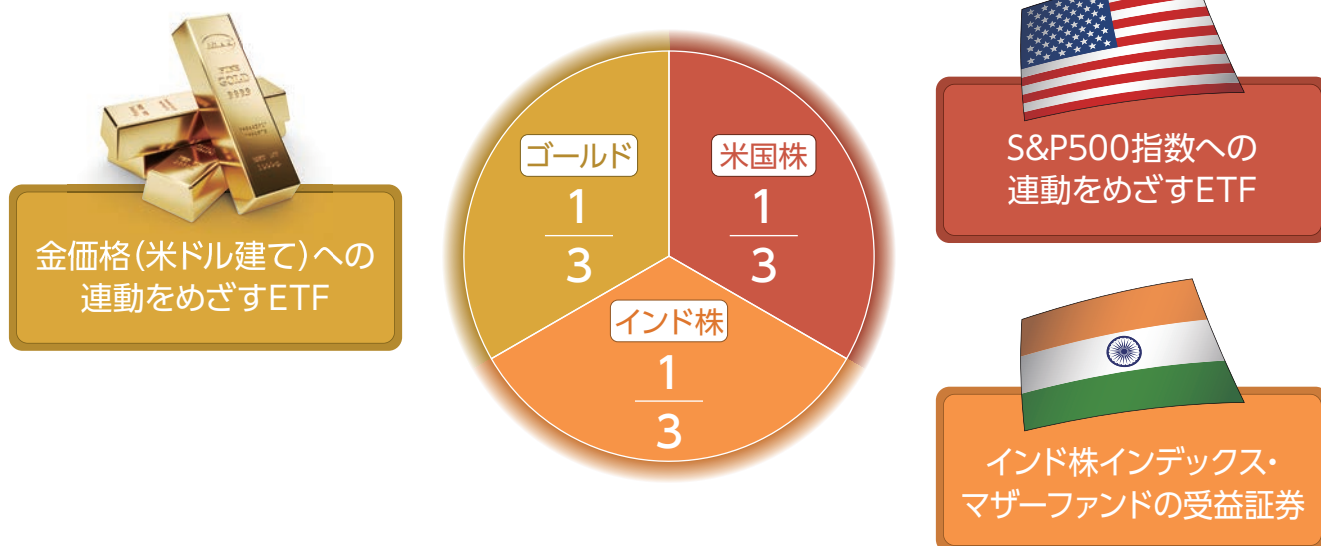 FINE
GOLD
金価格(米ドル建て)への
連動をめざすETF
ゴールド
1
3
米国株
1
3
インド株
1
3
S&P500指数への
連動をめざすETF
インド株インデックス・
マザーファンドの受益証券